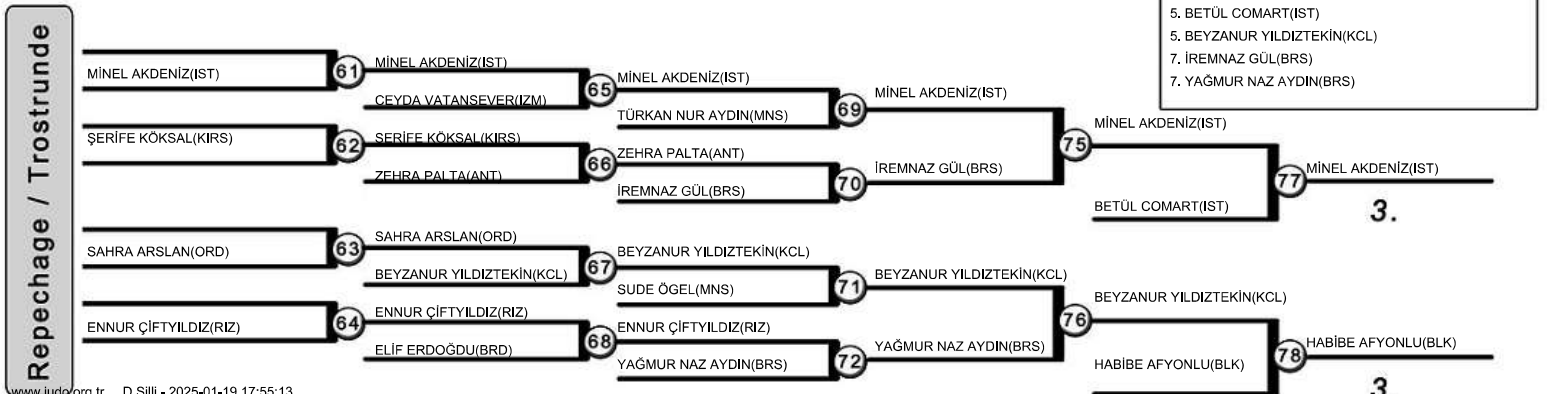 5. BETÜL COMART(IST)
5. BEYZANUR YILDIZTEKİN(KCL)
7. İREMNAZ GÜL(BRS)
7. YAĞMUR NAZ AYDIN(BRS)
Repechage / Trostrunde
MİNEL AKDENİZ(IST)
61
ŞERİFE KÖKSAL(KIRS)
62
SAHRA ARSLAN(ORD)
63
ENNUR ÇİFTYILDIZ(RIZ)
64
MİNEL AKDENİZ(IST)
CEYDA VATANSEVER(IZM)
65
ŞERİFE KÖKSAL(KIRS)
ZEHRA PALTA(ANT)
66
SAHRA ARSLAN(ORD)
BEYZANUR YILDIZTEKİN(KCL)
67
ENNUR ÇİFTYILDIZ(RIZ)
ELİF ERDOĞDU(BRD)
68
MİNEL AKDENİZ(IST)
TÜRKAN NUR AYDIN(MNS)
69
ZEHRA PALTA(ANT)
İREMNAZ GÜL(BRS)
70
BEYZANUR YILDIZTEKİN(KCL)
SUDE ÖGEL(MNS)
71
ENNUR ÇİFTYILDIZ(RIZ)
YAĞMUR NAZ AYDIN(BRS)
72
MİNEL AKDENİZ(IST)
İREMNAZ GÜL(BRS)
75
BEYZANUR YILDIZTEKİN(KCL)
YAĞMUR NAZ AYDIN(BRS)
76
MİNEL AKDENİZ(IST)
BETÜL COMART(IST)
77
BEYZANUR YILDIZTEKİN(KCL)
HABİBE AFYONLU(BLK)
78
MİNEL AKDENİZ(IST)
3.
HABİBE AFYONLU(BLK)
3.
www.judo.org.tr D.Silli - 2025-01-19 17:55:13